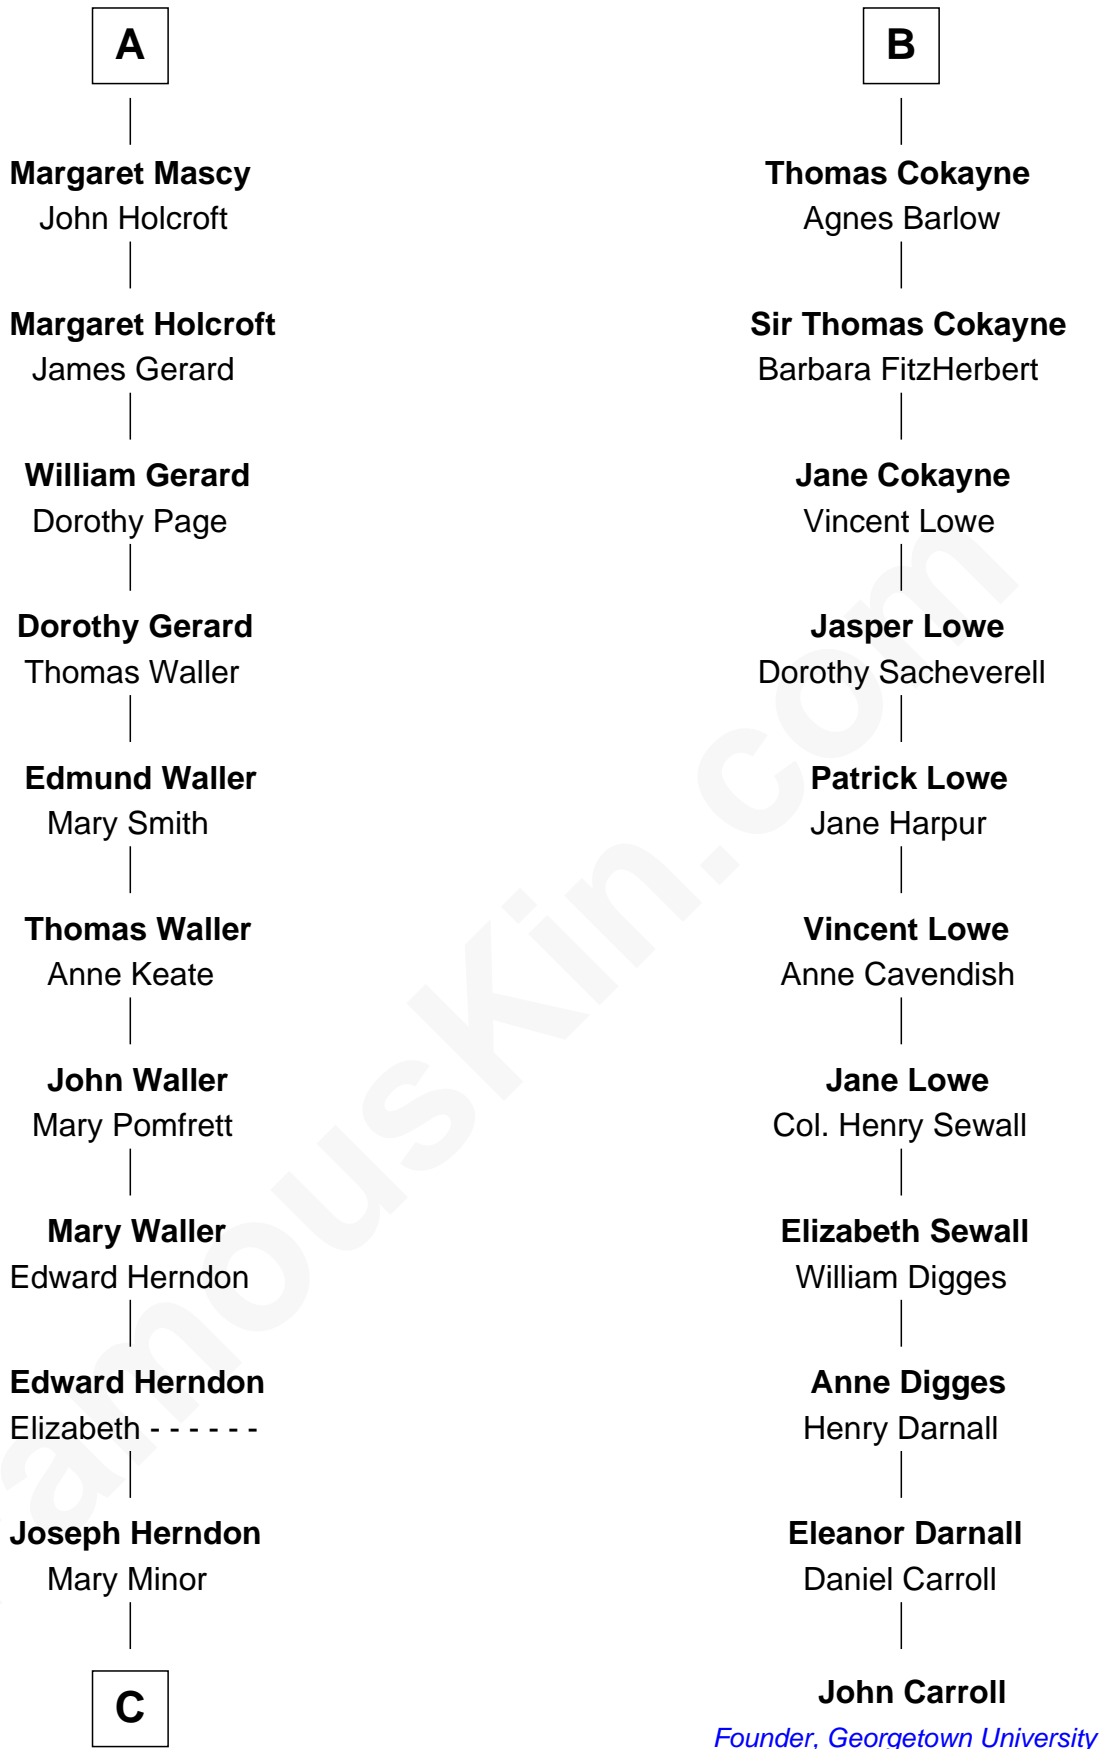 A
Margaret Mascy
John Holcroft
Margaret Holcroft
James Gerard
William Gerard
Dorothy Page
Dorothy Gerard
Thomas Waller
Edmund Waller
Mary Smith
Thomas Waller
Anne Keate
John Waller
Mary Pomfrett
Mary Waller
Edward Herndon
Edward Herndon
Elizabeth - - - - - -
Joseph Herndon
Mary Minor
C
B
Thomas Cokayne
Agnes Barlow
Sir Thomas Cokayne
Barbara FitzHerbert
Jane Cokayne
Vincent Lowe
Jasper Lowe
Dorothy Sacheverell
Patrick Lowe
Jane Harpur
Vincent Lowe
Anne Cavendish
Jane Lowe
Col. Henry Sewall
Elizabeth Sewall
William Digges
Anne Digges
Henry Darnall
Eleanor Darnall
Daniel Carroll
John Carroll
Founder, Georgetown University
famouskin.com